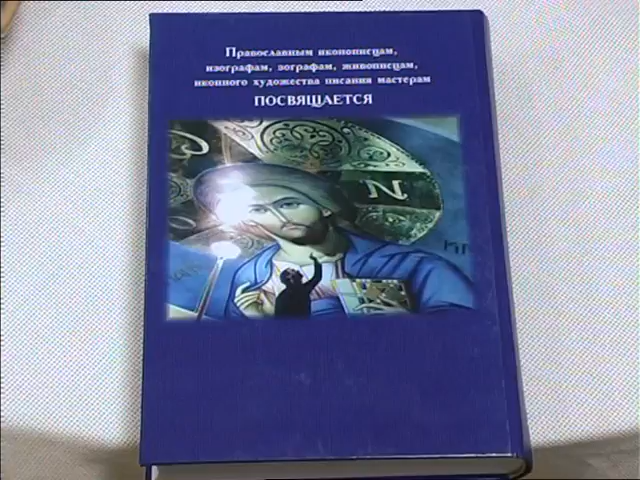 Православным иконописцам,
изографам, зографам, живописцам,
иконного художества писания мастерам
ПОСВЯЩАЕТСЯ
N